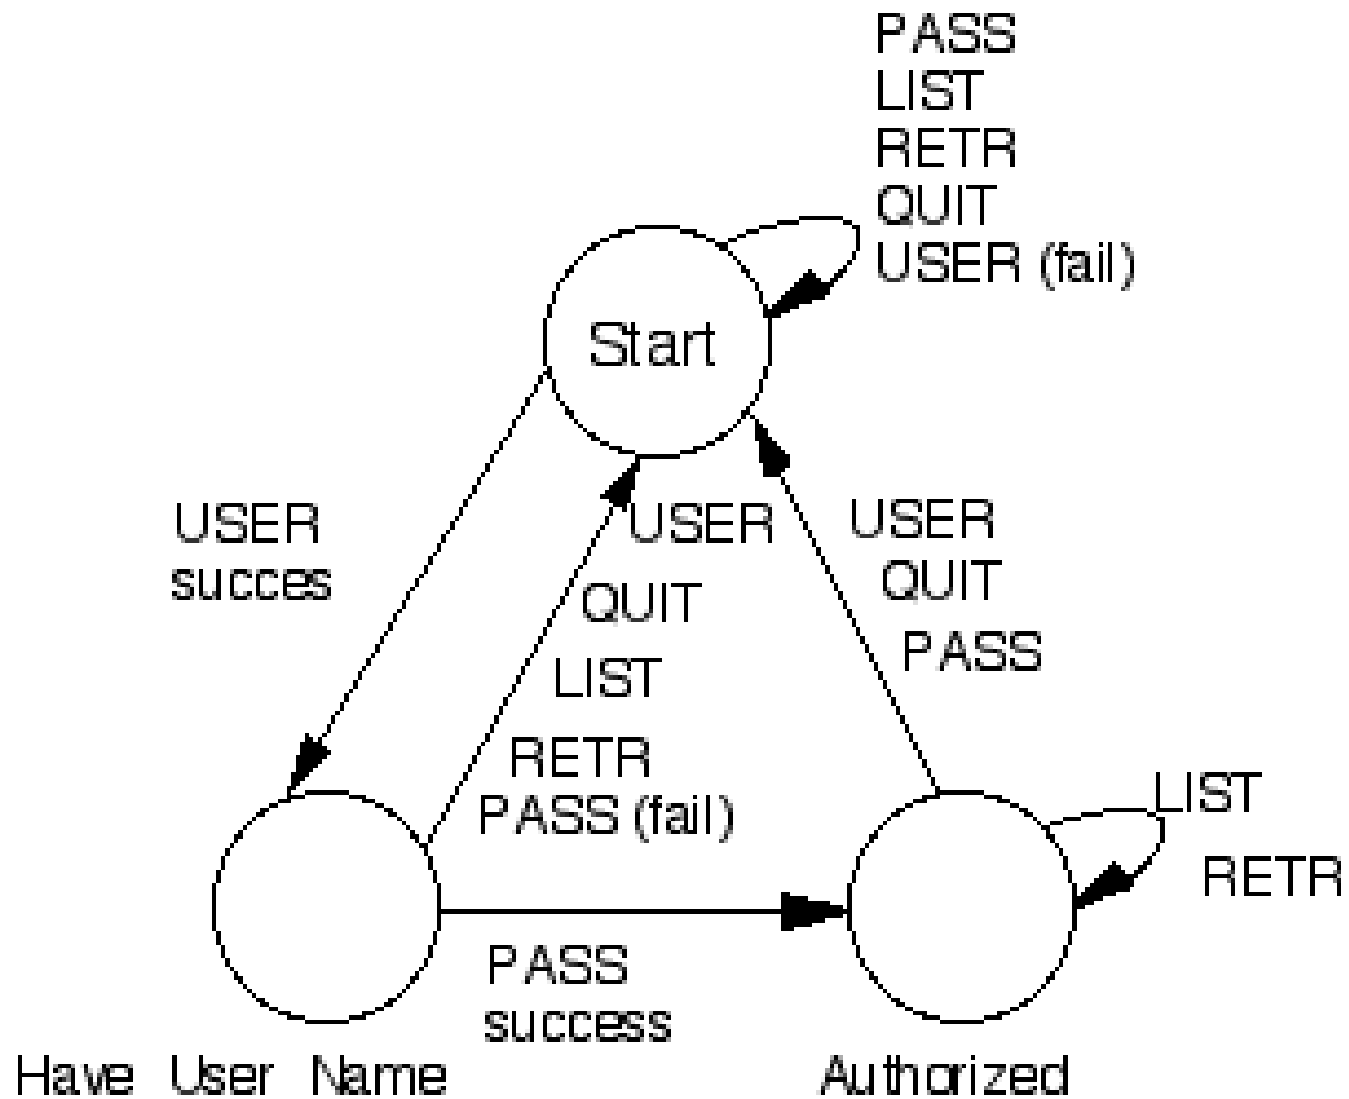 PASS
LIST
RETR
QUIT
USER (fail)
Start
USER
succes
USER
QUIT
LIST
RETR
PASS (fail)
USER
QUIT
PASS
LIST
RETR
PASS
success
Have User Name
Authorized